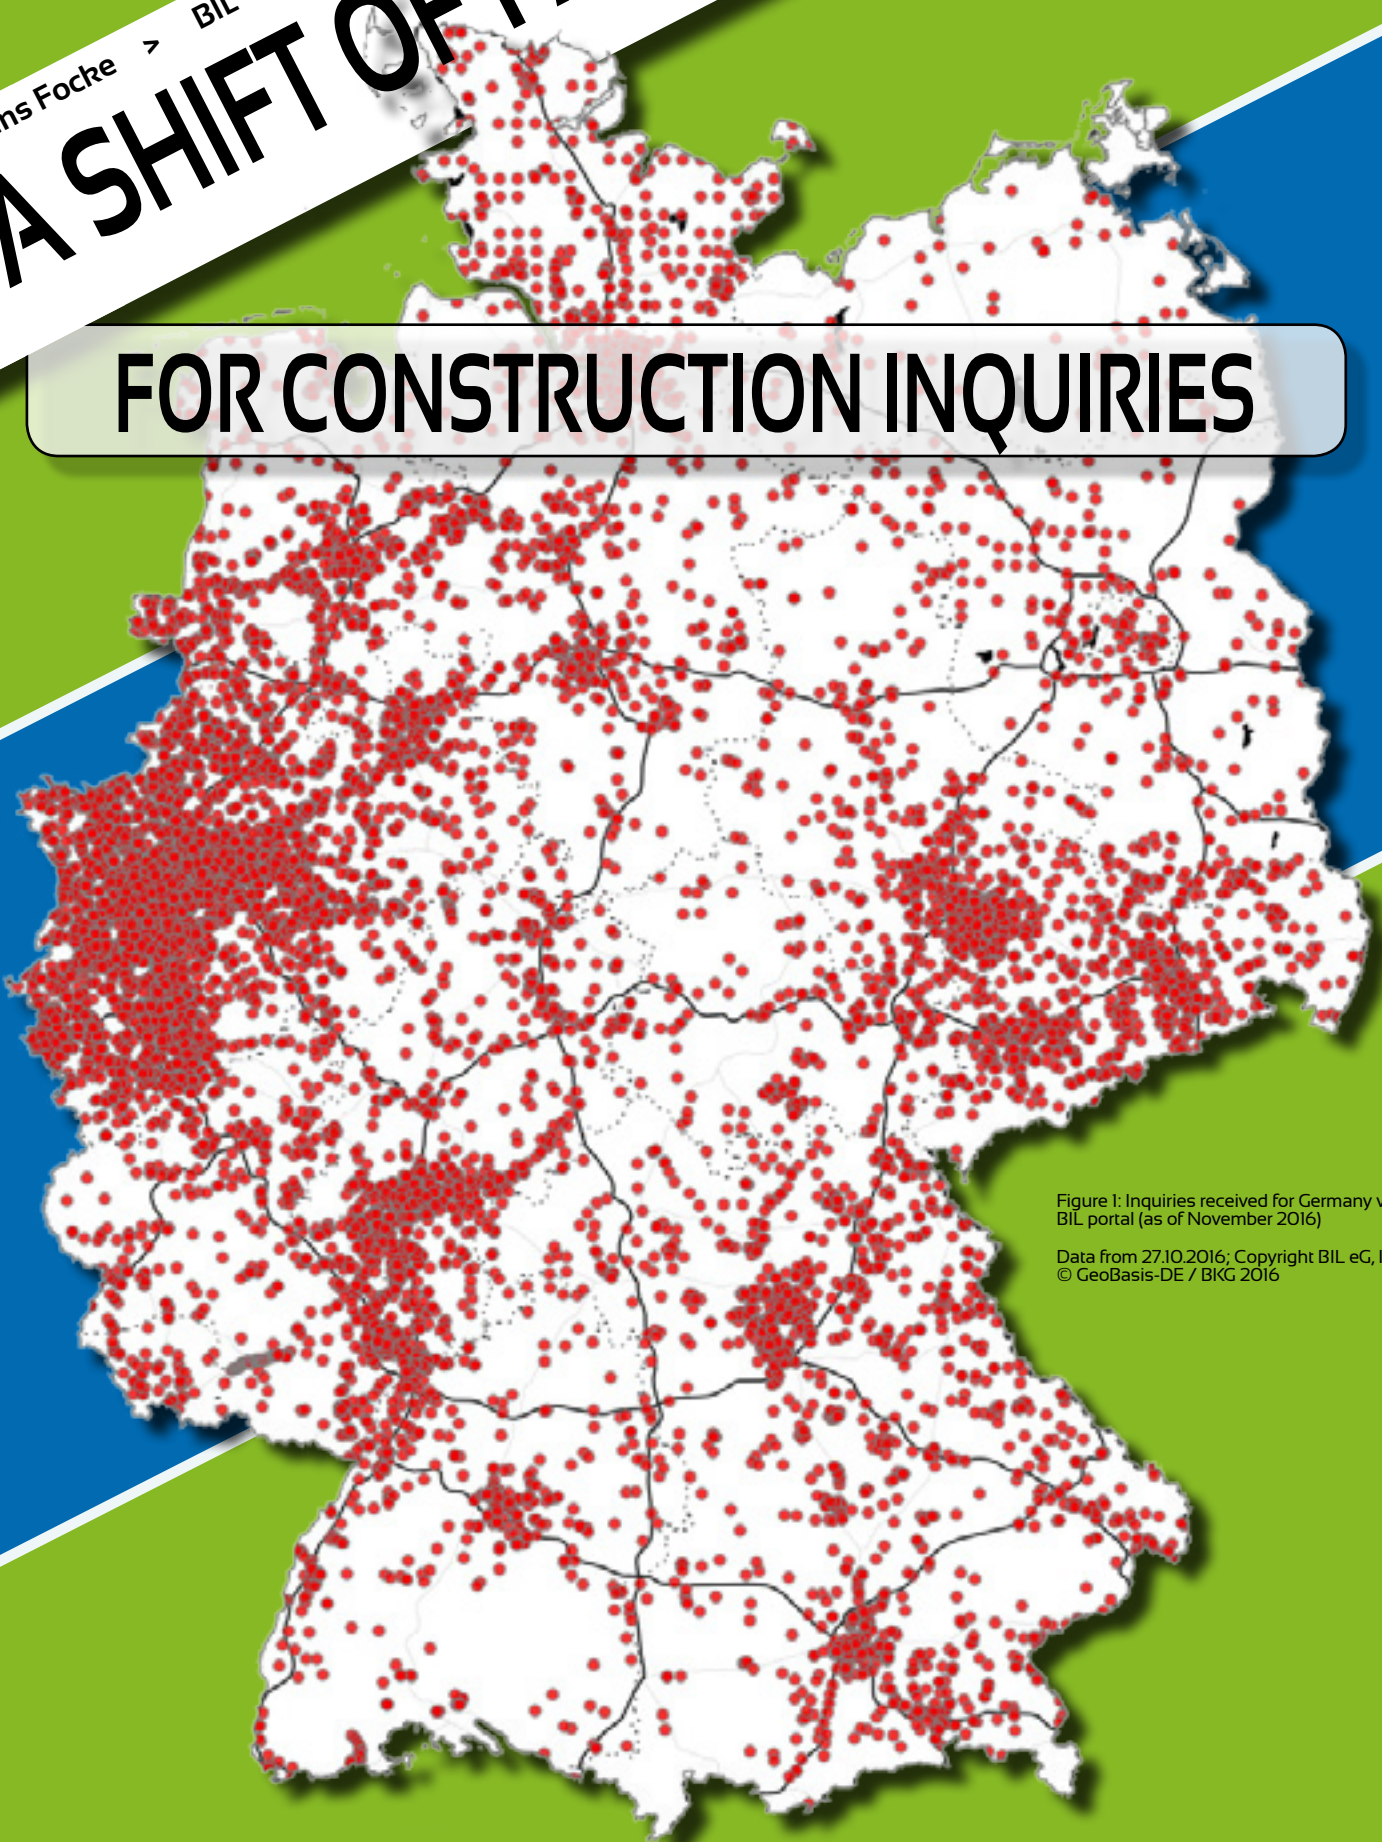 Focke > BIL
A SHIFT OF
FOR CONSTRUCTION INQUIRIES
Figure 1: Inquiries received for Germany
BIL portal (as of November 2016)
Data from 27.10.2016; Copyright BIL eG,
© GeoBasis-DE / BKG 2016